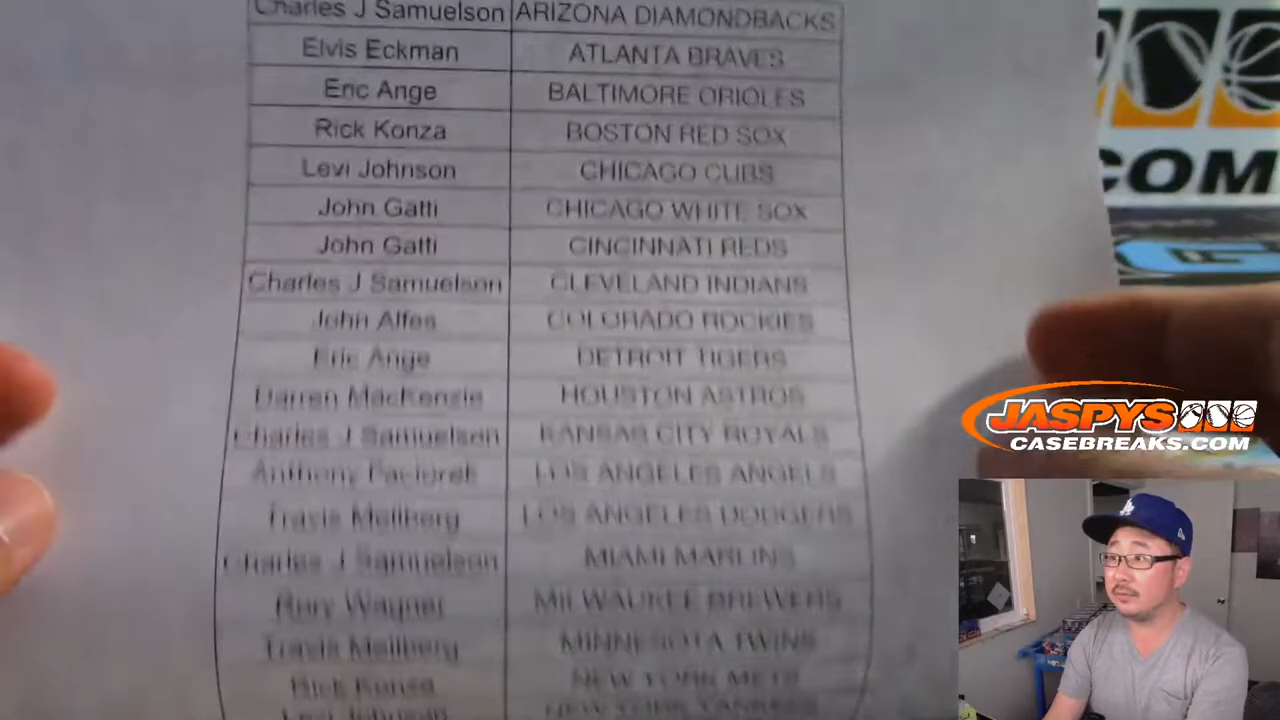 Charles J Samuelson ARIZONA DIAMONDBACKS
Elvis Eckman ATLANTA BRAVES
Eric Ange BALTIMORE ORIOLES
Rick Konza BOSTON RED SOX
Levi Johnson CHICAGO CUBS
John Gatti CHICAGO WHITE SOX
John Gatti CINCINNATI REDS
Charles J Samuelson CLEVELAND INDIANS
John Alfes COLORADO ROCKIES
Eric Ange DETROIT TIGERS
Darren MacKenzie HOUSTON ASTROS
Charles J Samuelson KANSAS CITY ROYALS
Anthony LOS ANGELES ANGELS
Travis Mellberg LOS ANGELES DODGERS
Charles J Samuelson MIAMI MARLINS
Rory Wagner MILWAUKEE BREWERS
Travis Mellberg MINNESOTA TWINS
Rick Konza NEW YORK METS
Levi Johnson NEW YORK YANKEES
.COM
JASPYS
CASEBREAKS.COM
LA